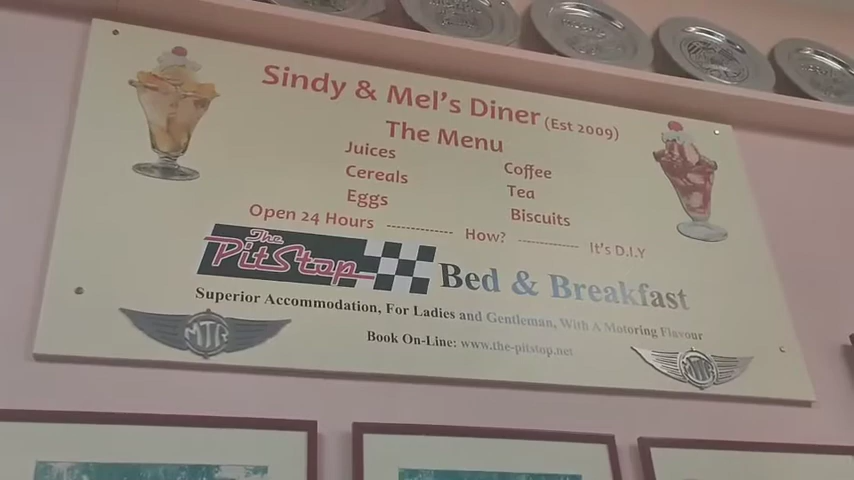 Sindy & Mel's Diner (Est 2009)
The Menu
Juices Coffee
Cereals Tea
Eggs Biscuits
Open 24 Hours ---------------- How? --------------- It's D.I.Y
The PitStop Bed & Breakfast
Superior Accommodation, For Ladies and Gentleman, With A Motoring Flavour
Book On-Line: www.the-pitstop.net
MTR
MTR